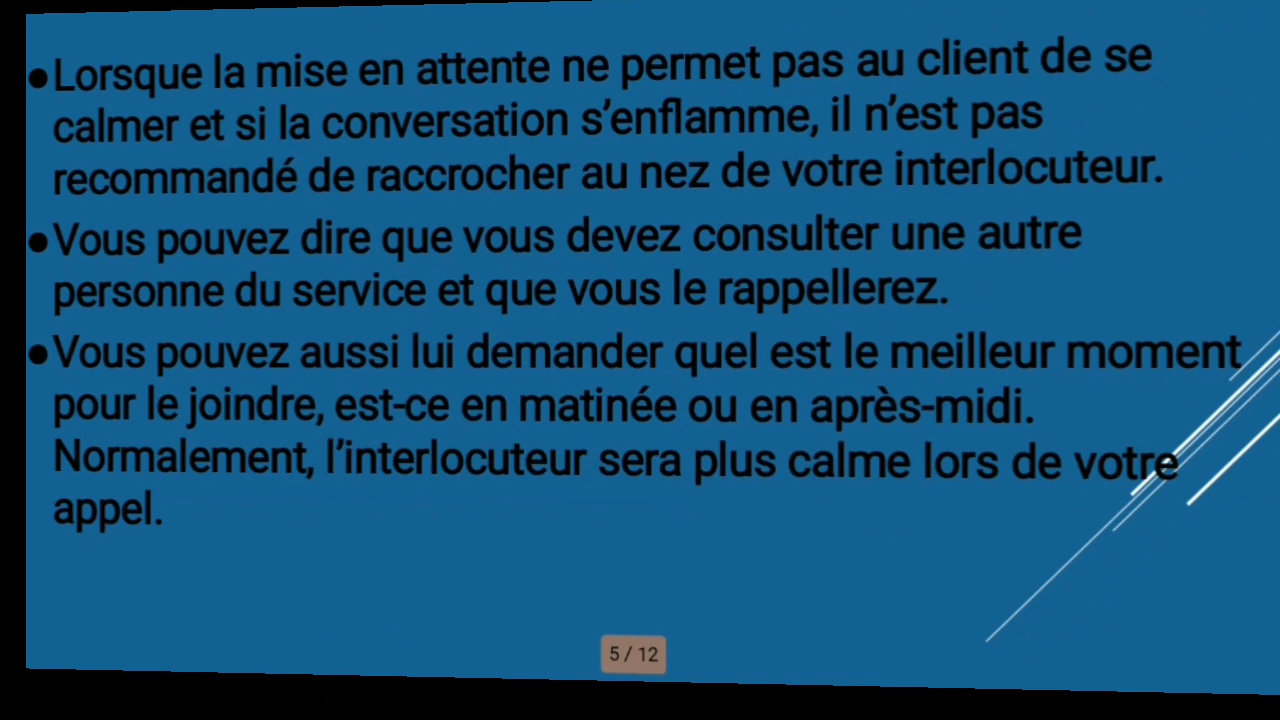 ●Lorsque la mise en attente ne permet pas au client de se
calmer et si la conversation s’enflamme, il n’est pas
recommandé de raccrocher au nez de votre interlocuteur.
●Vous pouvez dire que vous devez consulter une autre
personne du service et que vous le rappellerez.
●Vous pouvez aussi lui demander quel est le meilleur moment
pour le joindre, est-ce en matinée ou en après-midi.
Normalement, l’interlocuteur sera plus calme lors de votre
appel.
5 / 12